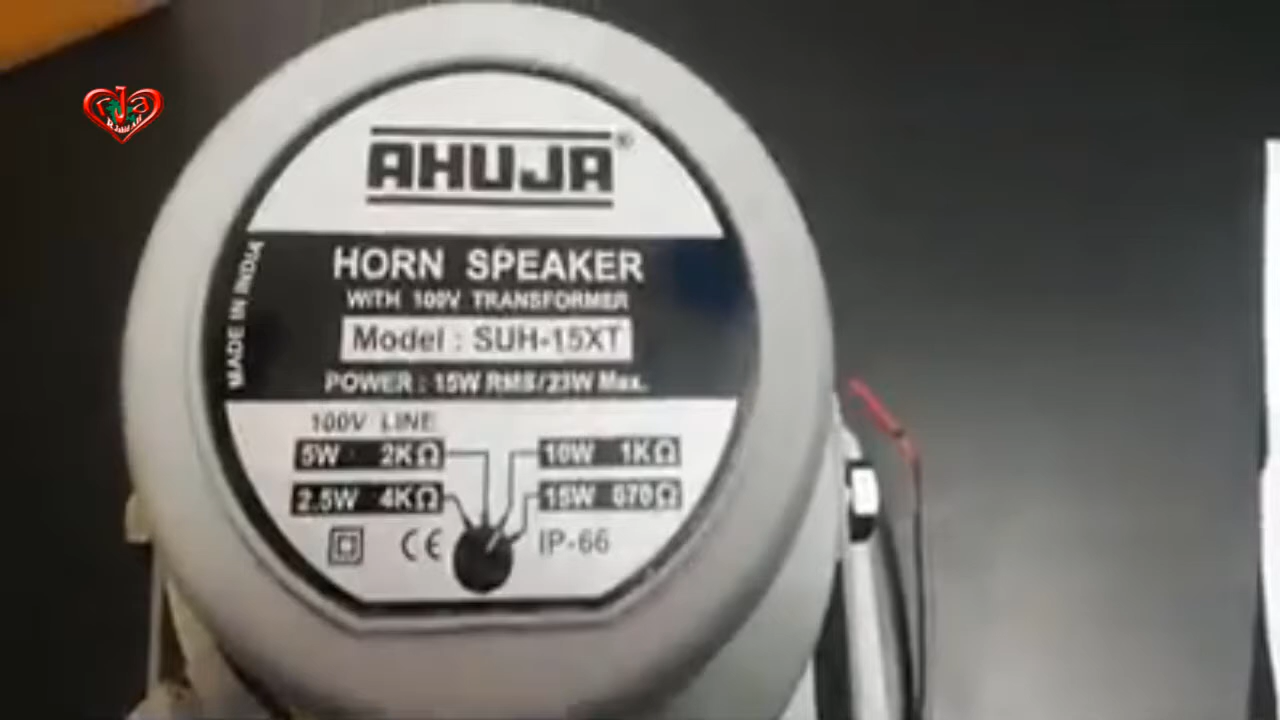 AHUJA®
HORN SPEAKER
WITH 100V TRANSFORMER
Model : SUH-15XT
POWER : 15W RMS/23W Max.
MADE IN INDIA
100V LINE
5W 2KΩ
10W 1KΩ
2.5W 4KΩ
15W 670Ω
CE
IP-66
rja